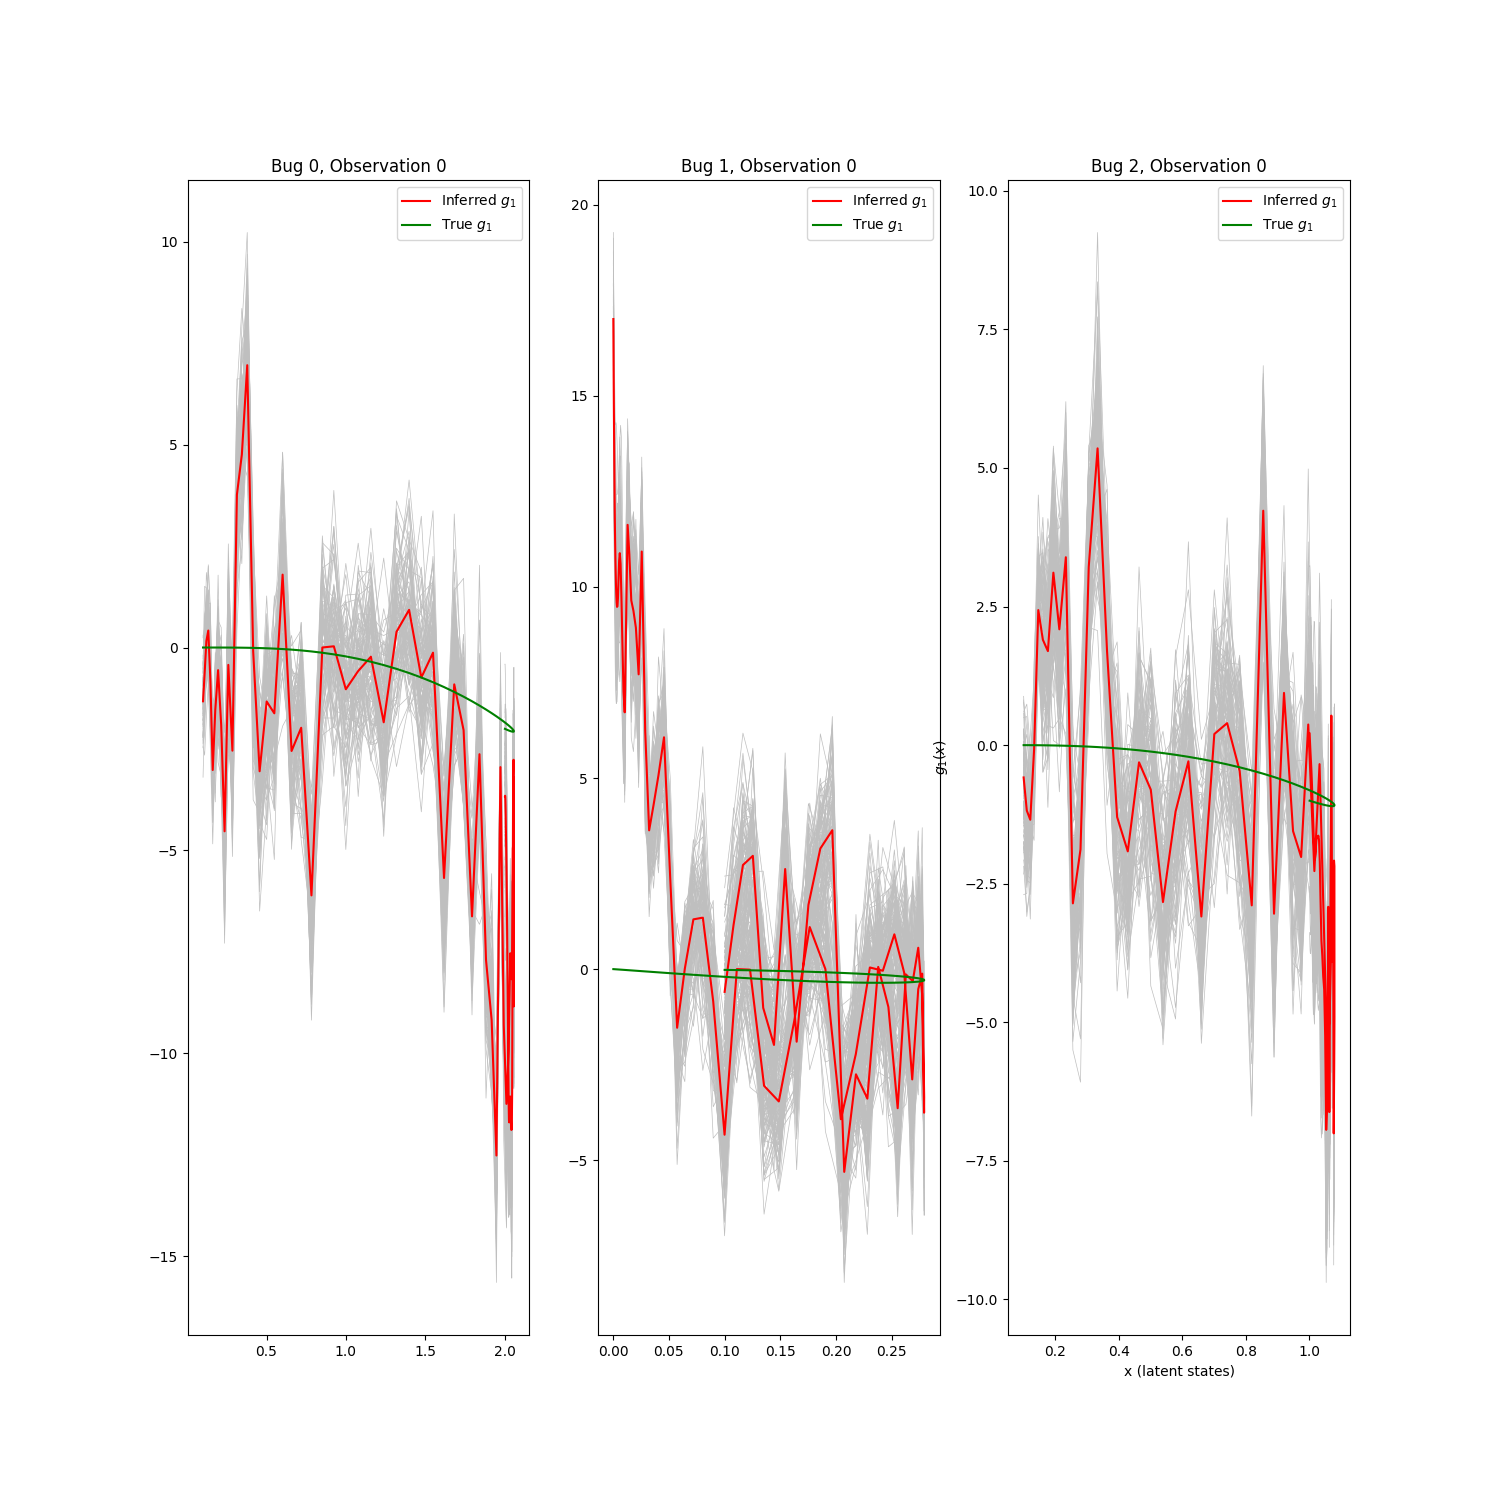 Bug 0, Observation 0
Inferred g₁
True g₁
10
5
0
−5
−10
−15
0.5 1.0 1.5 2.0
Bug 1, Observation 0
Inferred g₁
True g₁
20
15
10
5
0
−5
0.00 0.05 0.10 0.15 0.20 0.25
Bug 2, Observation 0
Inferred g₁
True g₁
g₁(x)
10.0
7.5
5.0
2.5
0.0
−2.5
−5.0
−7.5
−10.0
0.2 0.4 0.6 0.8 1.0
x (latent states)